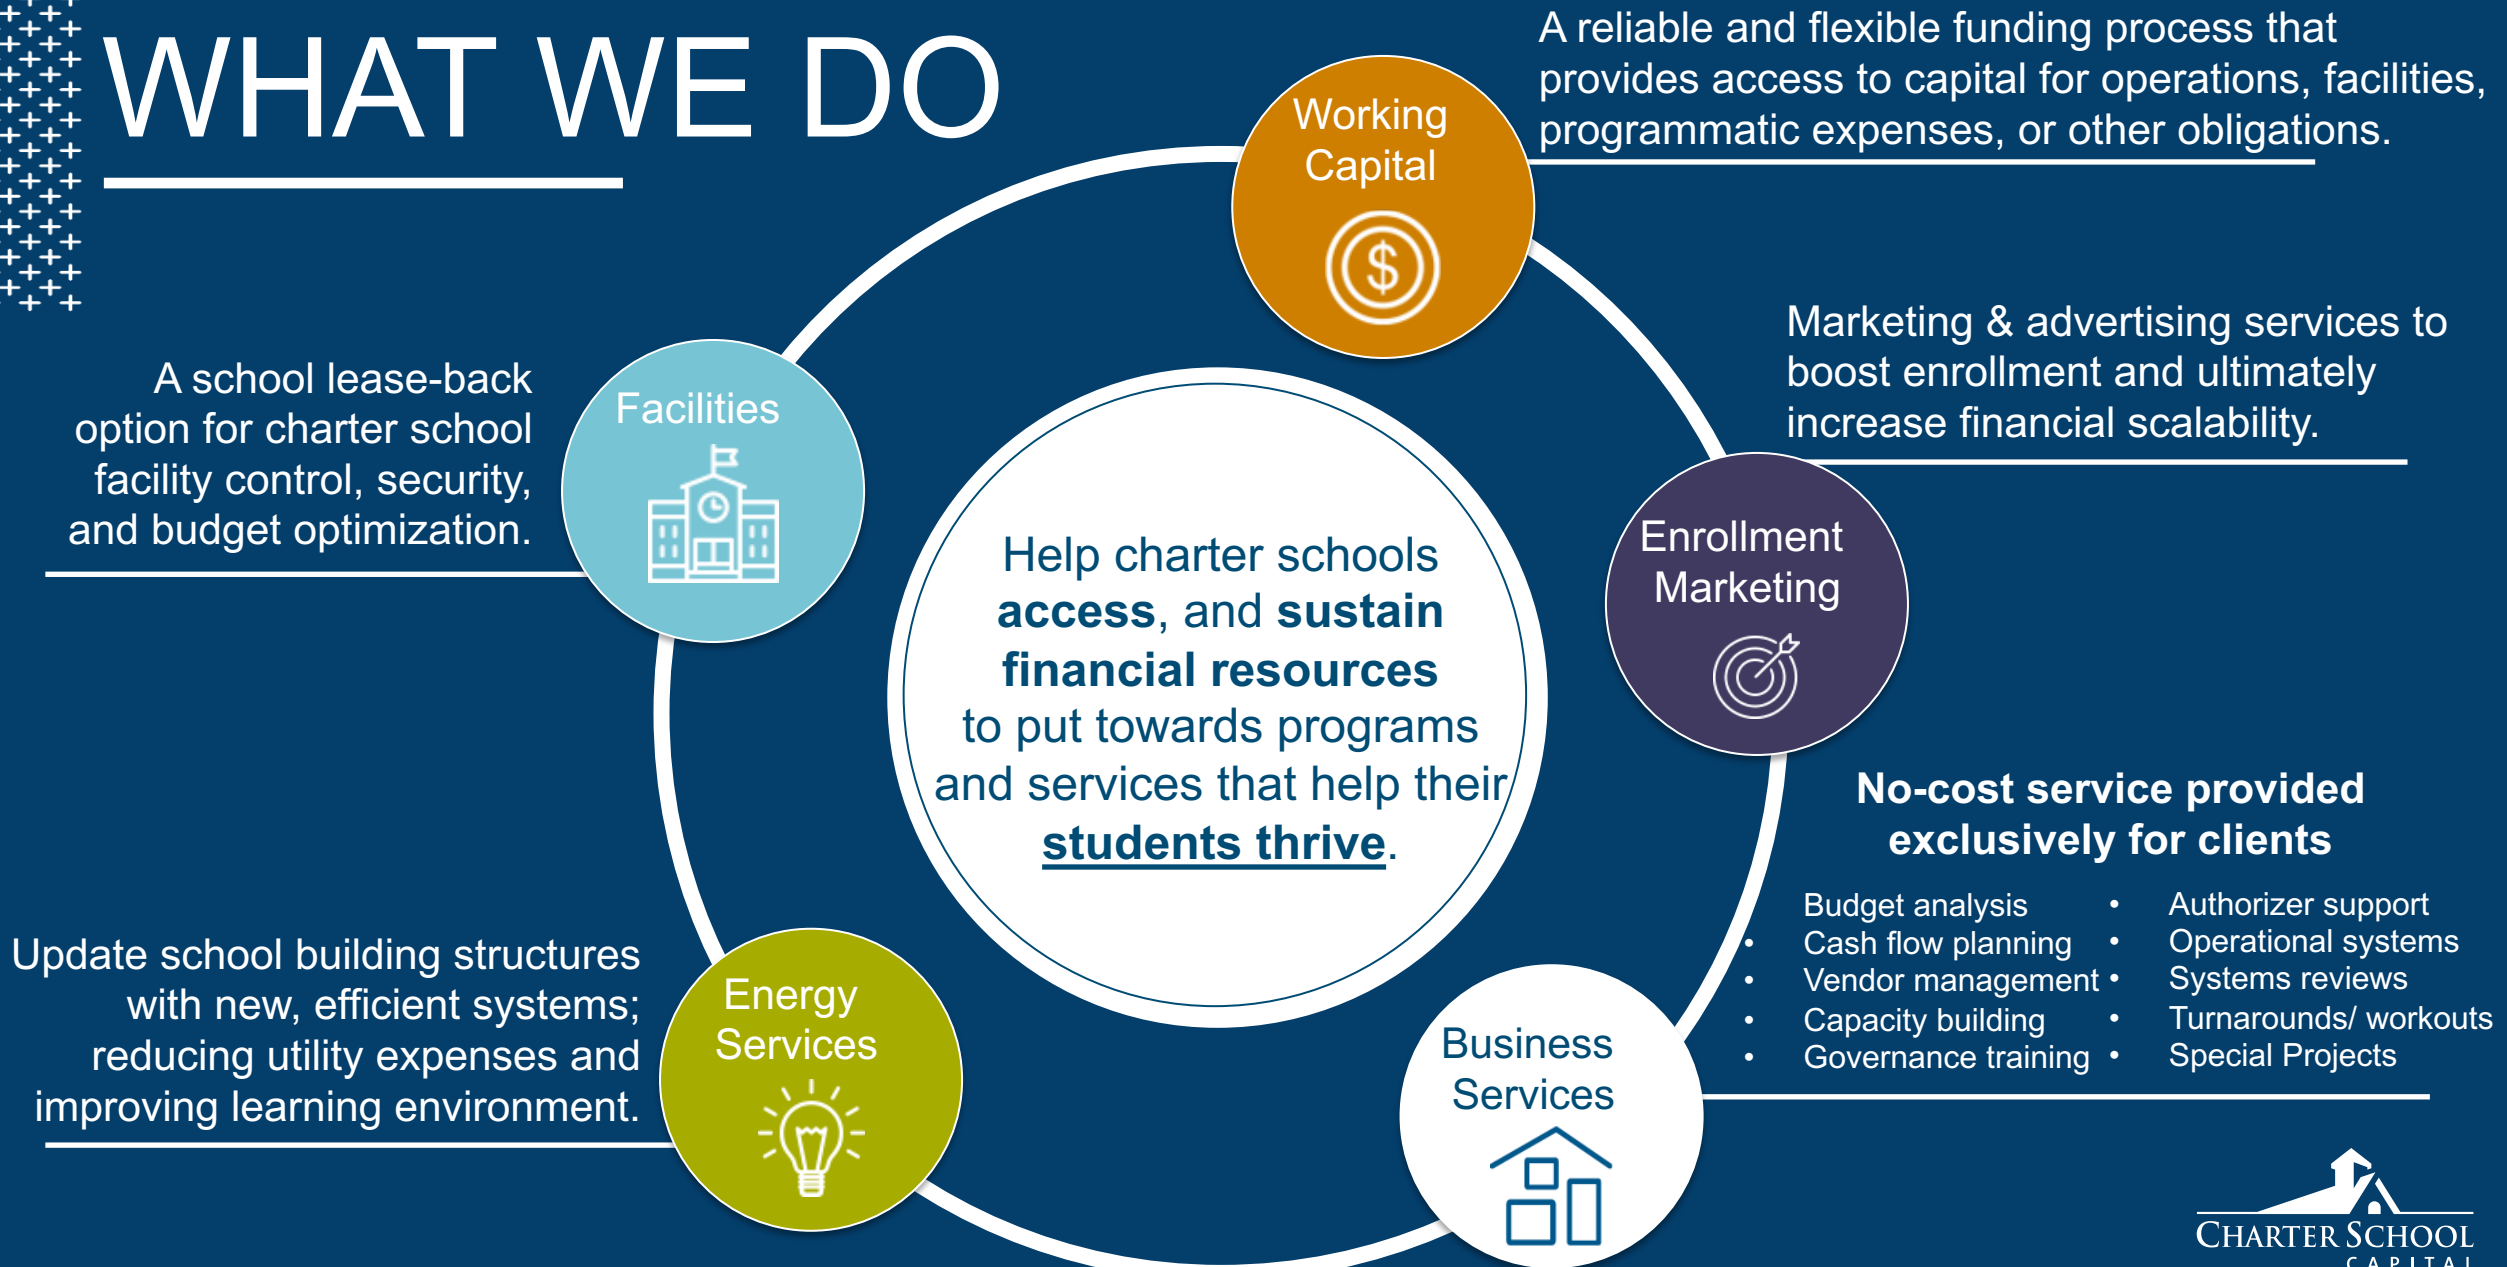 WHAT WE DO
A reliable and flexible funding process that
provides access to capital for operations, facilities,
programmatic expenses, or other obligations.
Working
Capital
$
Marketing & advertising services to
boost enrollment and ultimately
increase financial scalability.
Enrollment
Marketing
A school lease-back
option for charter school
facility control, security,
and budget optimization.
Facilities
Help charter schools
access, and sustain
financial resources
to put towards programs
and services that help their
students thrive.
No-cost service provided
exclusively for clients
Budget analysis
• Cash flow planning
• Vendor management
• Capacity building
• Governance training
• Authorizer support
• Operational systems
• Systems reviews
• Turnarounds/ workouts
• Special Projects
Business
Services
Update school building structures
with new, efficient systems;
reducing utility expenses and
improving learning environment.
Energy
Services
CHARTER SCHOOL
CAPITAL